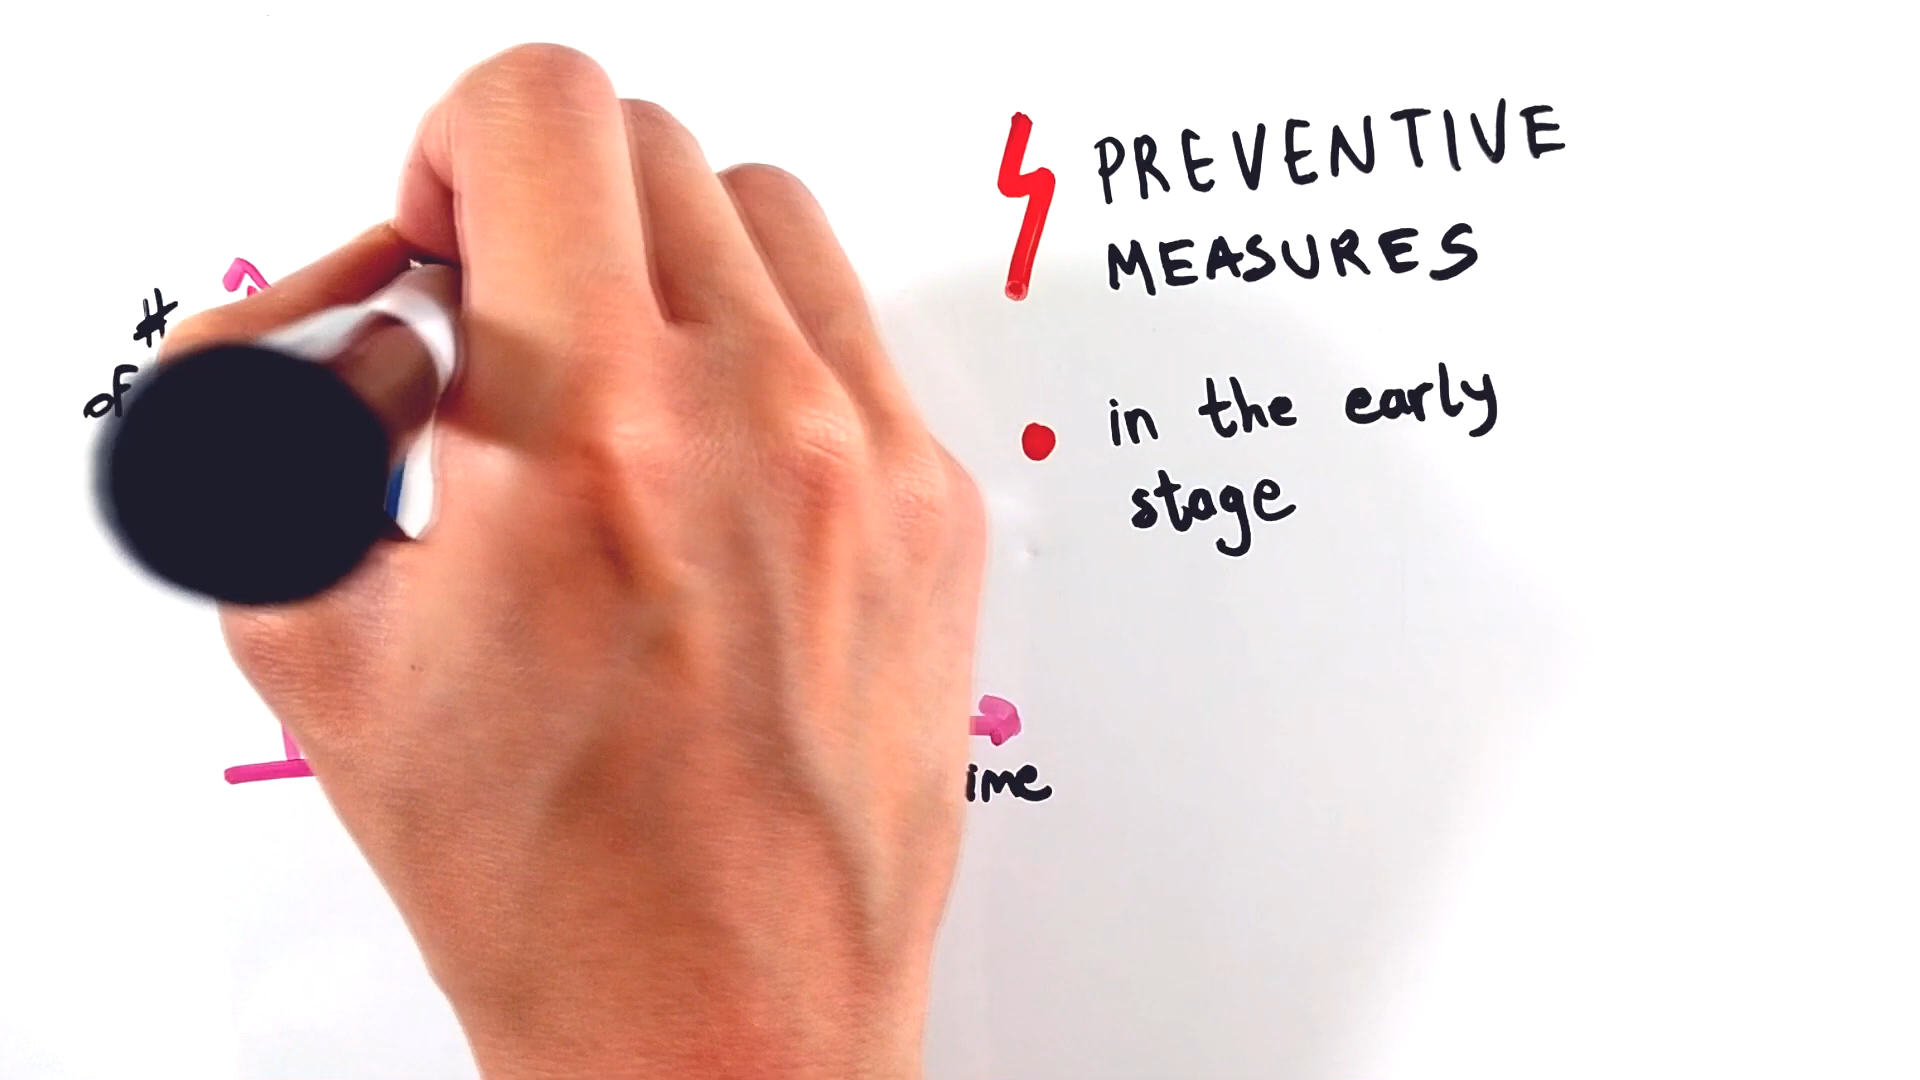 #
of
PREVENTIVE
MEASURES
in the early
stage
ime